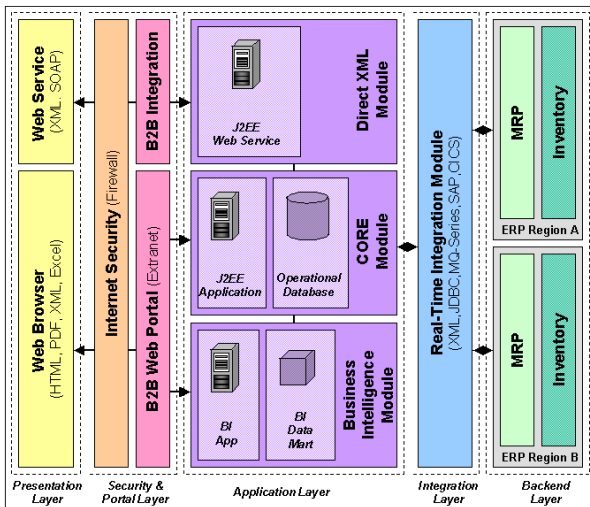 Web Service
(XML, SOAP)
Web Browser
(HTML, PDF, XML, Excel)
Internet Security (Firewall)
B2B Integration
B2B Web Portal (Extranet)
J2EE
Web Service
Direct XML
Module
J2EE
Application
Operational
Database
CORE
Module
BI
App
BI
Data
Mart
Business
Intelligence
Module
Real-Time Integration Module
(XML,JDBC,MQ-Series,SAP,CICS)
MRP
Inventory
ERP Region A
MRP
Inventory
ERP Region B
Presentation
Layer
Security &
Portal Layer
Application Layer
Integration
Layer
Backend
Layer